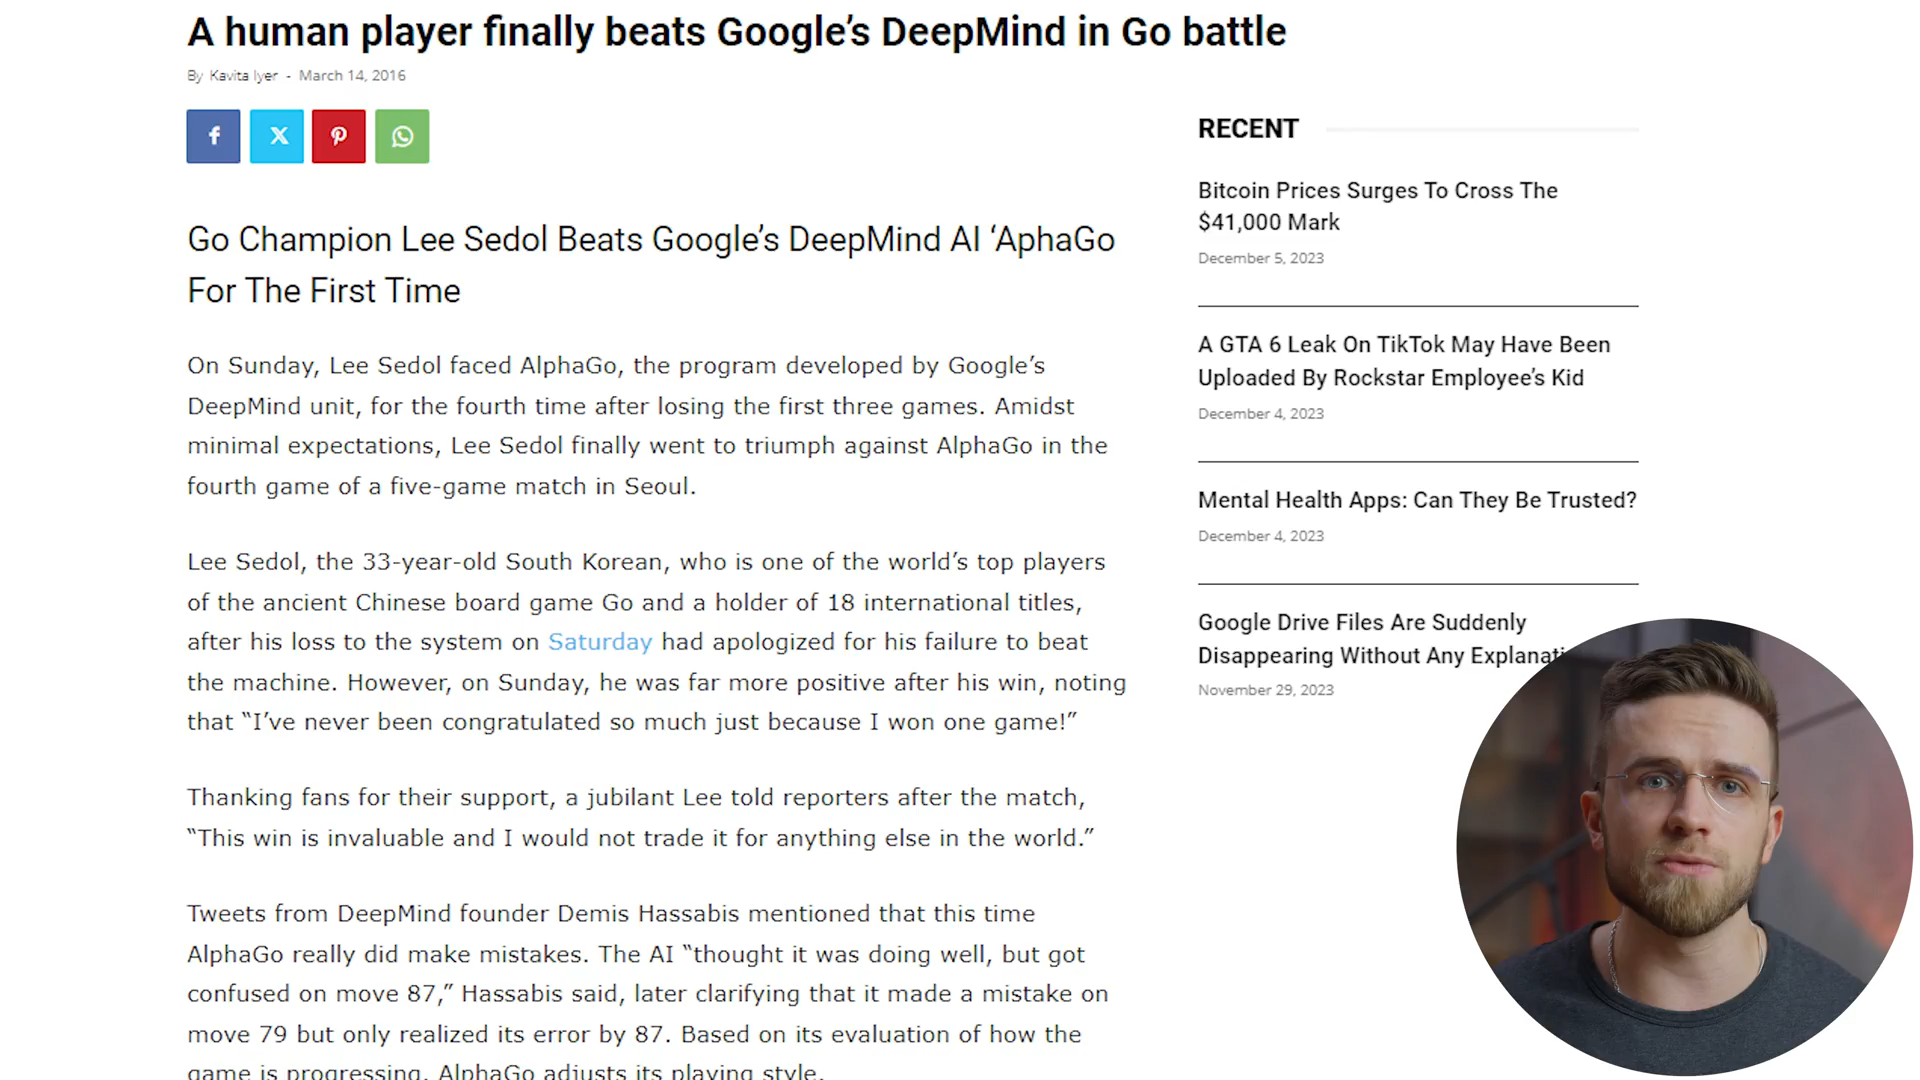 A human player finally beats Google’s DeepMind in Go battle
By Kavita Iyer - March 14, 2016
Go Champion Lee Sedol Beats Google’s DeepMind AI ‘AphaGo
For The First Time
On Sunday, Lee Sedol faced AlphaGo, the program developed by Google’s
DeepMind unit, for the fourth time after losing the first three games. Amidst
minimal expectations, Lee Sedol finally went to triumph against AlphaGo in the
fourth game of a five-game match in Seoul.
Lee Sedol, the 33-year-old South Korean, who is one of the world’s top players
of the ancient Chinese board game Go and a holder of 18 international titles,
after his loss to the system on Saturday had apologized for his failure to beat
the machine. However, on Sunday, he was far more positive after his win, noting
that “I’ve never been congratulated so much just because I won one game!”
Thanking fans for their support, a jubilant Lee told reporters after the match,
“This win is invaluable and I would not trade it for anything else in the world.”
Tweets from DeepMind founder Demis Hassabis mentioned that this time
AlphaGo really did make mistakes. The AI “thought it was doing well, but got
confused on move 87,” Hassabis said, later clarifying that it made a mistake on
move 79 but only realized its error by 87. Based on its evaluation of how the
game is progressing, AlphaGo adjusts its playing style.
RECENT
Bitcoin Prices Surges To Cross The
$41,000 Mark
December 5, 2023
A GTA 6 Leak On TikTok May Have Been
Uploaded By Rockstar Employee’s Kid
December 4, 2023
Mental Health Apps: Can They Be Trusted?
December 4, 2023
Google Drive Files Are Suddenly
Disappearing Without Any
November 29, 2023